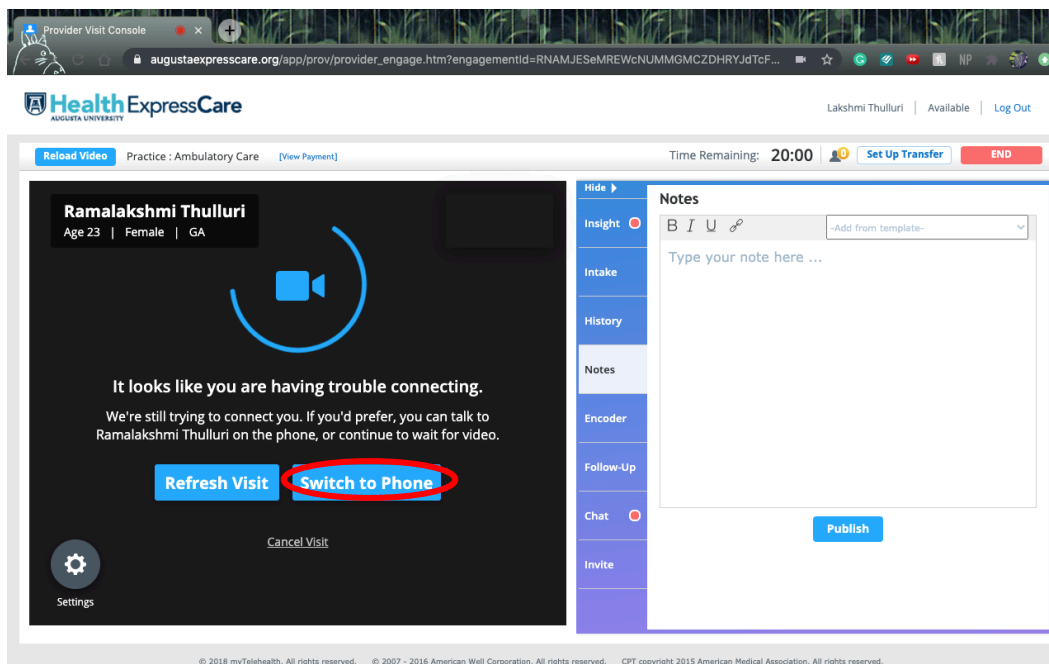 Provider Visit Console
augustaexpresscare.org/app/prov/provider_engage.htm?engagementId=RNAMJESeMREWcNUMMGMCZDHRYJdTcF...
NP
Health ExpressCare
AUGUSTA UNIVERSITY
Lakshmi Thulluri | Available | Log Out
Reload Video Practice : Ambulatory Care [View Payment] Time Remaining: 20:00 0 Set Up Transfer END
Ramalakshmi Thulluri
Age 23 | Female | GA
It looks like you are having trouble connecting.
We're still trying to connect you. If you'd prefer, you can talk to
Ramalakshmi Thulluri on the phone, or continue to wait for video.
Refresh Visit Switch to Phone
Cancel Visit
Settings
Hide
Insight
Intake
History
Notes
Encoder
Follow-Up
Chat
Invite
Notes
B I U -Add from template-
Type your note here ...
Publish
© 2018 myTelehealth. All rights reserved. © 2007 - 2016 American Well Corporation. All rights reserved. CPT copyright 2015 American Medical Association. All rights reserved.